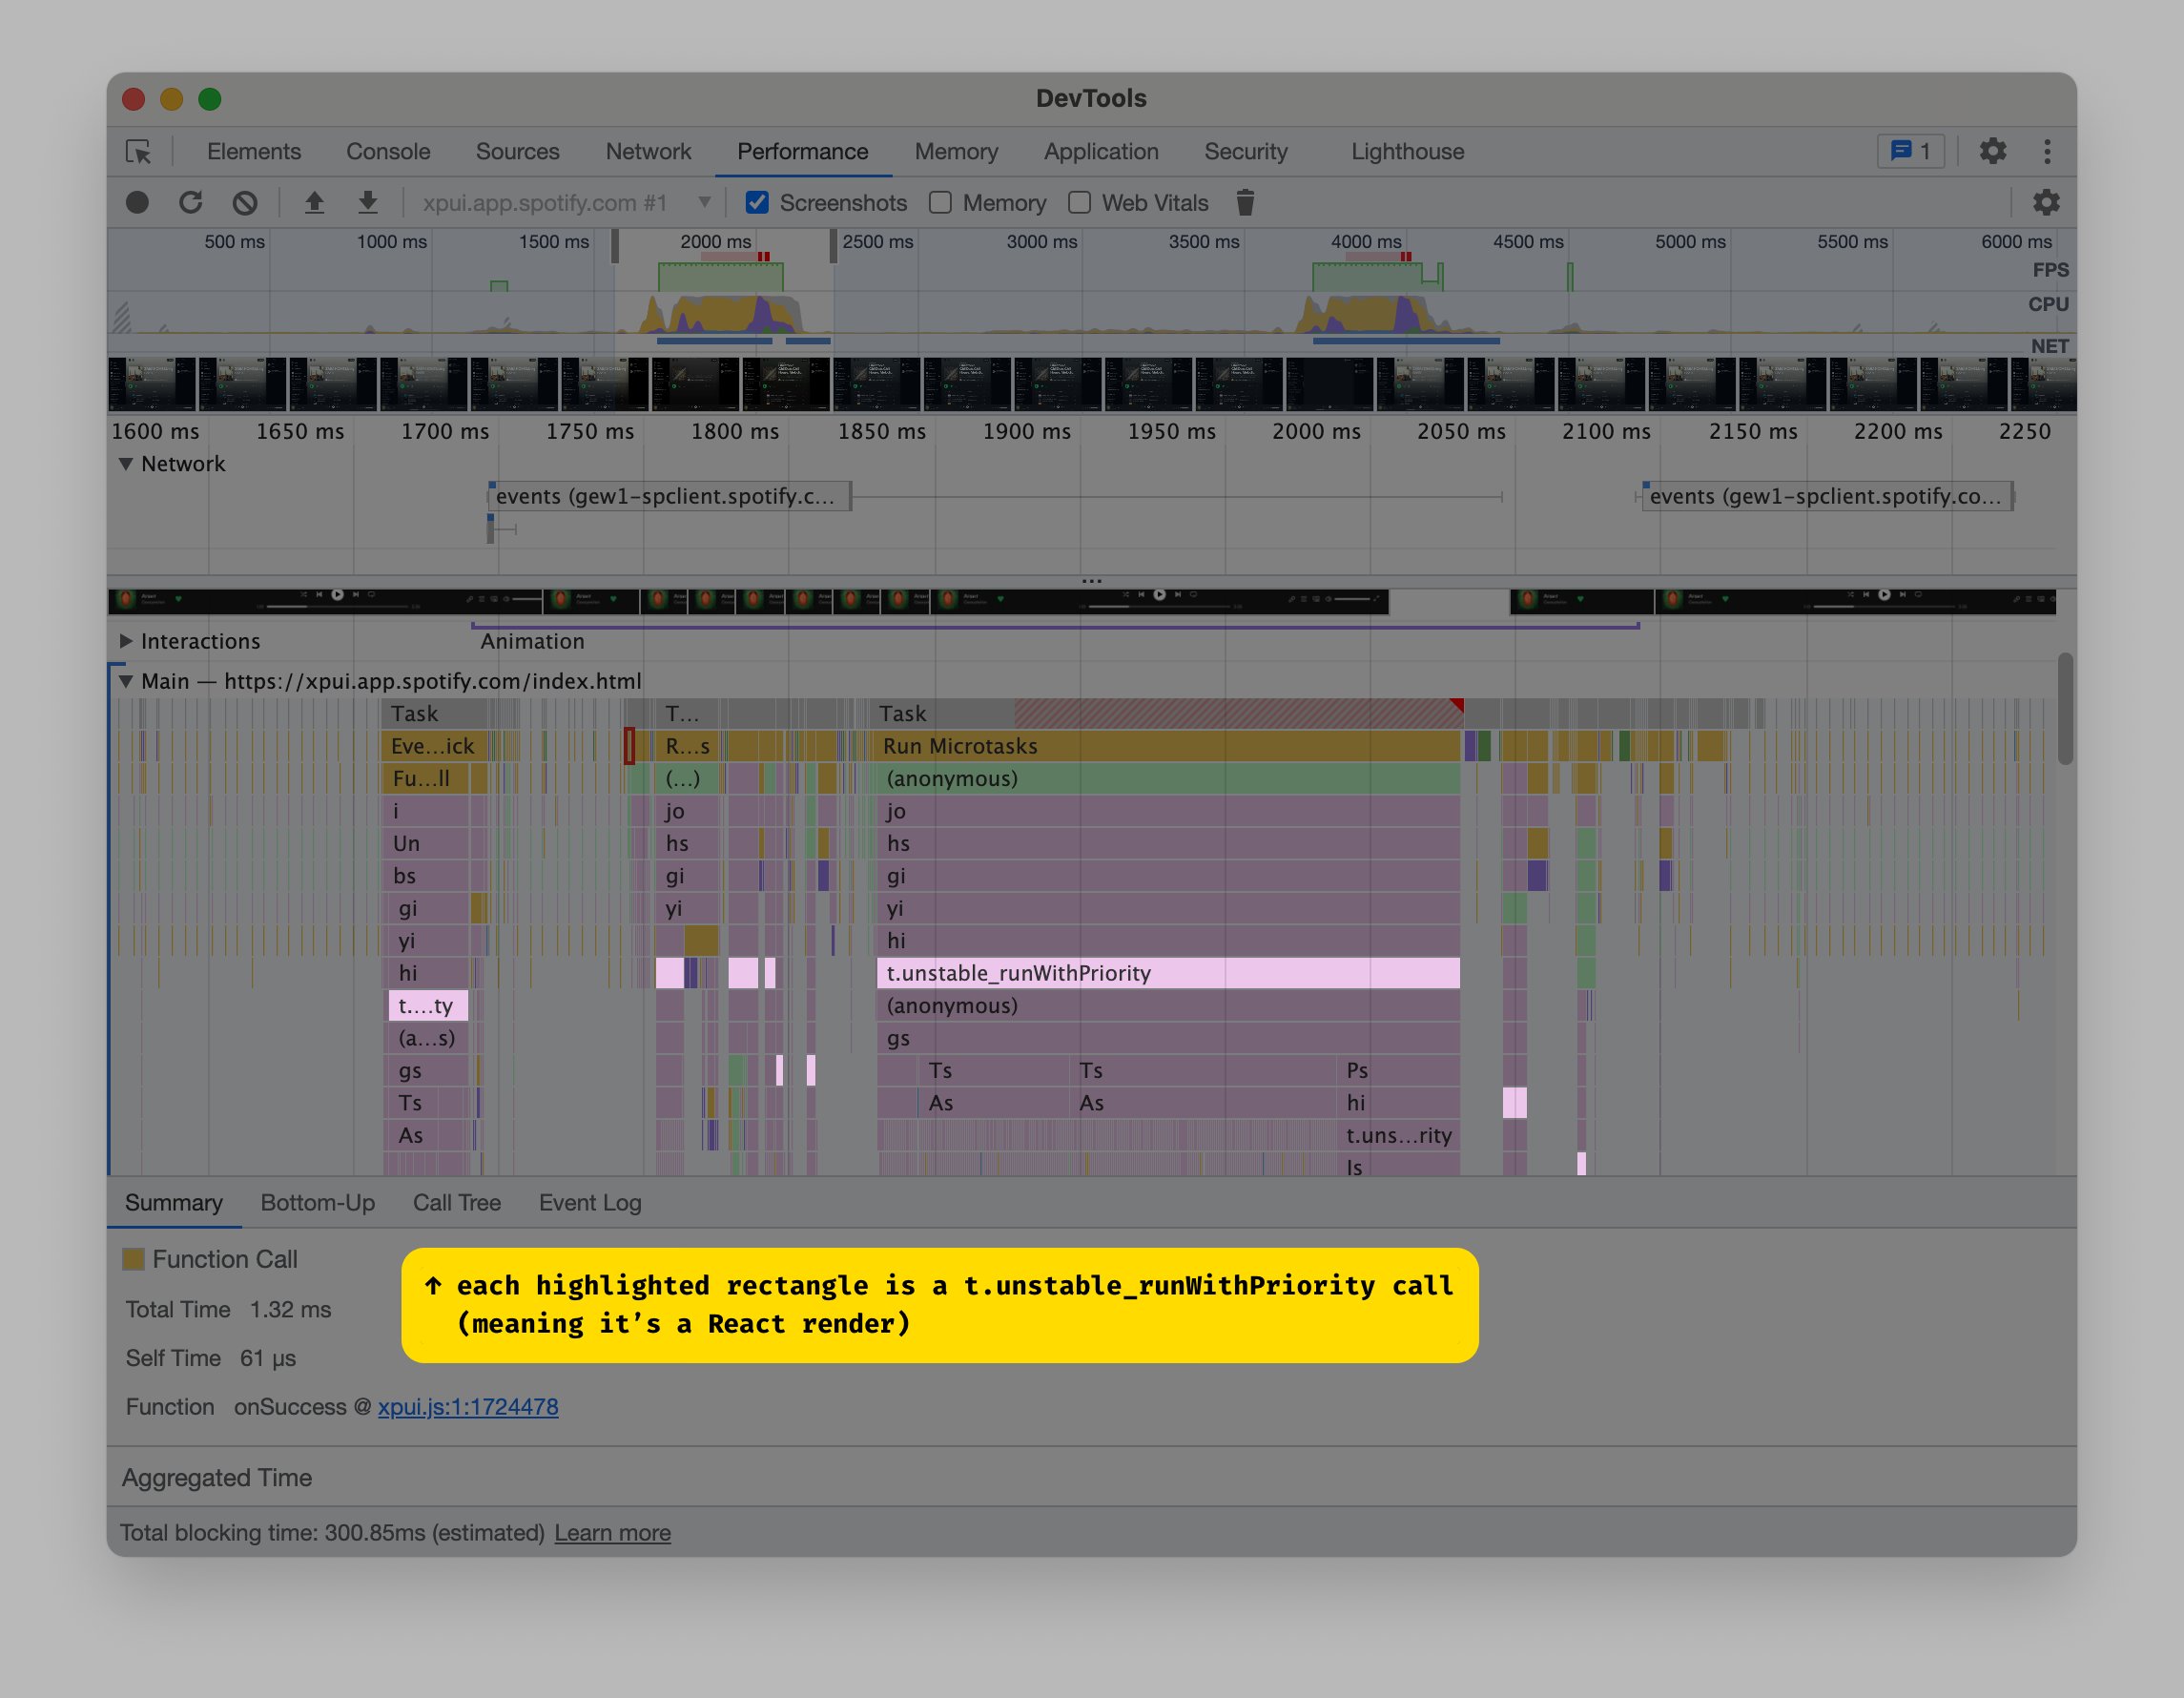 DevTools
Elements Console Sources Network Performance Memory Application Security Lighthouse 1
xpui.app.spotify.com #1 Screenshots Memory Web Vitals
500 ms 1000 ms 1500 ms 2000 ms 2500 ms 3000 ms 3500 ms 4000 ms 4500 ms 5000 ms 5500 ms 6000 ms
FPS
CPU
NET
1600 ms 1650 ms 1700 ms 1750 ms 1800 ms 1850 ms 1900 ms 1950 ms 2000 ms 2050 ms 2100 ms 2150 ms 2200 ms 2250
Network
events (gew1-spclient.spotify.c... events (gew1-spclient.spotify.co...
...
Interactions Animation
Main — https://xpui.app.spotify.com/index.html
Task T... Task
Eve...ick R...s Run Microtasks
Fu...ll (...) (anonymous)
i jo jo
Un hs hs
bs gi gi
gi yi yi
yi hi
hi t.unstable_runWithPriority
t....ty (anonymous)
(a...s) gs
gs Ts Ts Ps
Ts As As hi
As t.uns...rity
ls
Summary Bottom-Up Call Tree Event Log
Function Call
Total Time 1.32 ms
Self Time 61 μs
Function onSuccess @ xpui.js:1:1724478
↑ each highlighted rectangle is a t.unstable_runWithPriority call
(meaning it’s a React render)
Aggregated Time
Total blocking time: 300.85ms (estimated) Learn more